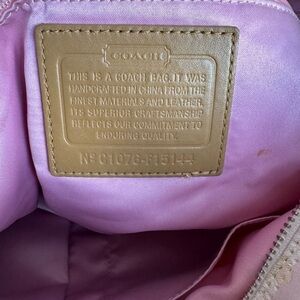 COACH
THIS IS A COACH BAG. IT WAS
HANDCRAFTED IN CHINA FROM THE
FINEST MATERIALS AND LEATHER.
ITS SUPERIOR CRAFTSMANSHIP
REFLECTS OUR COMMITMENT TO
ENDURING QUALITY.
Nº C1076-F15144